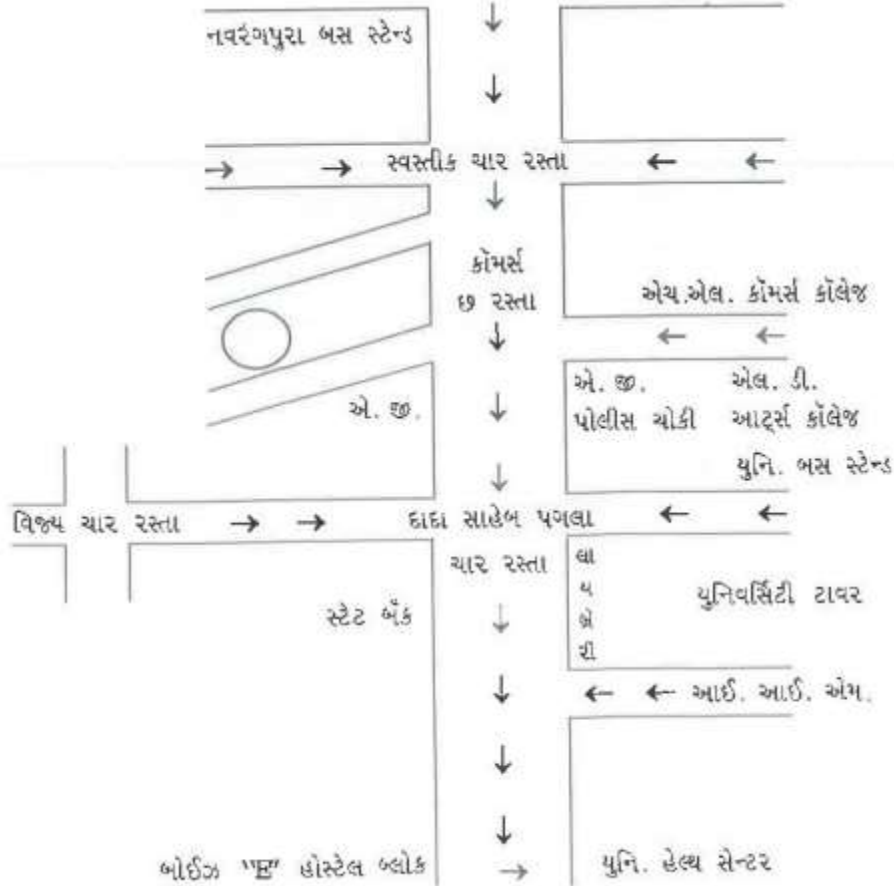 નવરંગપુરા બસ સ્ટેન્ડ
સ્વસ્તીક ચાર રસ્તા
કૉમર્સ
છ રસ્તા
એચ.એલ. કૉમર્સ કૉલેજ
એ. જી.
એ. જી.
પોલીસ ચોકી
એલ. ડી.
આર્ટ્સ કૉલેજ
યુનિ. બસ સ્ટેન્ડ
વિજય ચાર રસ્તા
દાદા સાહેબ પગલા
ચાર રસ્તા
લા
ય
બ્રે
રી
સ્ટેટ બેંક
યુનિવર્સિટી ટાવર
આઈ. આઈ. એમ.
બોઈઝ "E" હોસ્ટેલ બ્લોક
યુનિ. હેલ્થ સેન્ટર